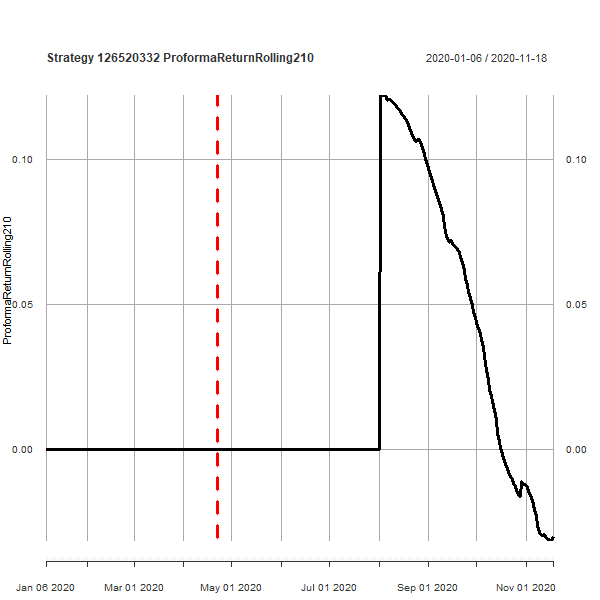 Strategy 126520332 ProformaReturnRolling210
2020-01-06 / 2020-11-18
0.10
0.10
ProformaReturnRolling210
0.05
0.05
0.00
0.00
Jan 06 2020
Mar 01 2020
May 01 2020
Jul 01 2020
Sep 01 2020
Nov 01 2020